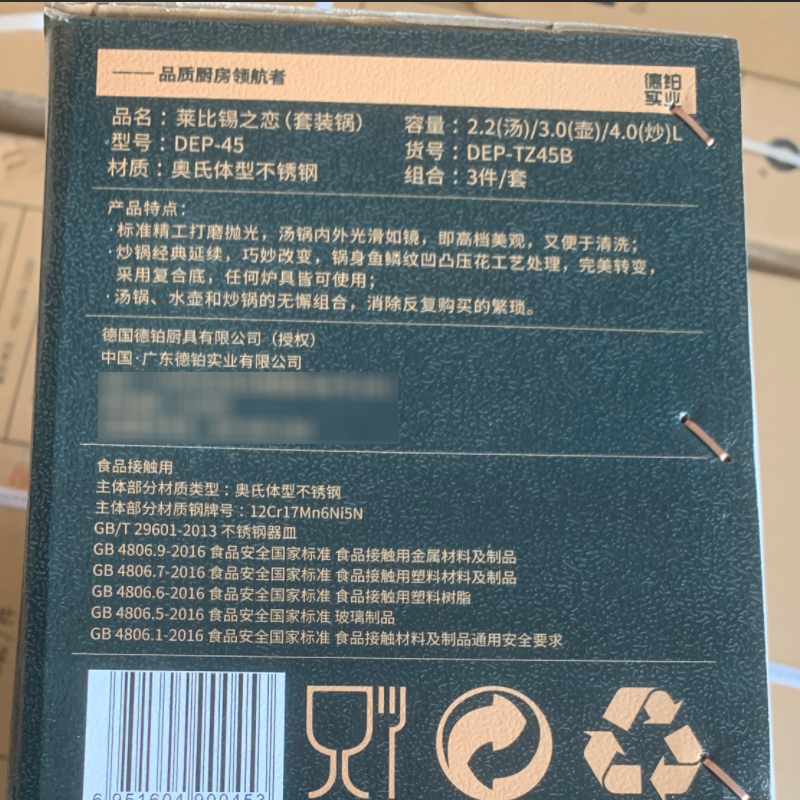 —— 品质厨房领航者
德铂
实业
品名：莱比锡之恋（套装锅）
容量：2.2(汤)/3.0(壶)/4.0(炒)L
型号：DEP-45
货号：DEP-TZ45B
材质：奥氏体型不锈钢
组合：3件/套
产品特点：
·标准精工打磨抛光，汤锅内外光滑如镜，即高档美观，又便于清洗；
·炒锅经典延续，巧妙改变，锅身鱼鳞纹凹凸压花工艺处理，完美转变，
采用复合底，任何炉具皆可使用；
·汤锅、水壶和炒锅的无懈组合，消除反复购买的繁琐。
德国德铂厨具有限公司（授权）
中国·广东德铂实业有限公司
食品接触用
主体部分材质类型：奥氏体型不锈钢
主体部分材质钢牌号：12Cr17Mn6Ni5N
GB/T 29601-2013 不锈钢器皿
GB 4806.9-2016 食品安全国家标准 食品接触用金属材料及制品
GB 4806.7-2016 食品安全国家标准 食品接触用塑料材料及制品
GB 4806.6-2016 食品安全国家标准 食品接触用塑料树脂
GB 4806.5-2016 食品安全国家标准 玻璃制品
GB 4806.1-2016 食品安全国家标准 食品接触材料及制品通用安全要求
6 951604 900453